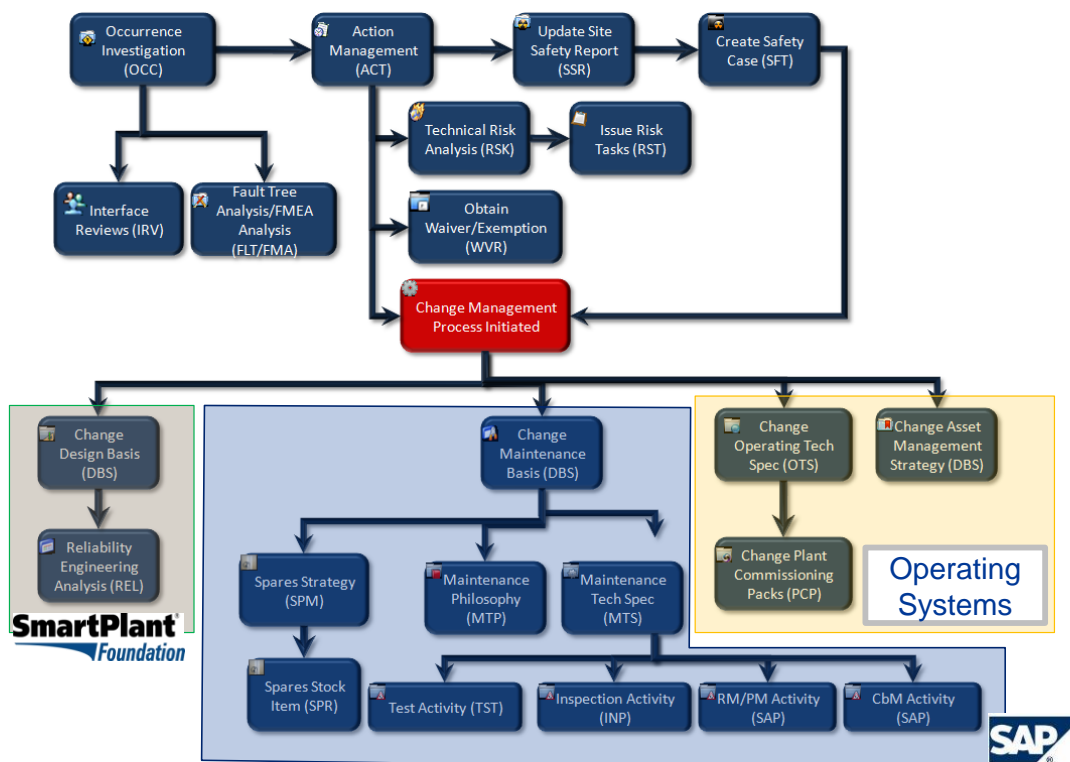 Occurrence
Investigation
(OCC)
Action
Management
(ACT)
Update Site
Safety Report
(SSR)
Create Safety
Case (SFT)
Technical Risk
Analysis (RSK)
Issue Risk
Tasks (RST)
Interface
Reviews (IRV)
Fault Tree
Analysis/FMEA
Analysis
(FLT/FMA)
Obtain
Waiver/Exemption
(WVR)
Change Management
Process Initiated
Change
Design Basis
(DBS)
Change
Maintenance
Basis (DBS)
Change
Operating Tech
Spec (OTS)
Change Asset
Management
Strategy (DBS)
Reliability
Engineering
Analysis (REL)
Spares Strategy
(SPM)
Maintenance
Philosophy
(MTP)
Maintenance
Tech Spec
(MTS)
Change Plant
Commissioning
Packs (PCP)
Operating
Systems
SmartPlant®
Foundation
Spares Stock
Item (SPR)
Test Activity (TST)
Inspection Activity
(INP)
RM/PM Activity
(SAP)
CbM Activity
(SAP)
SAP
®